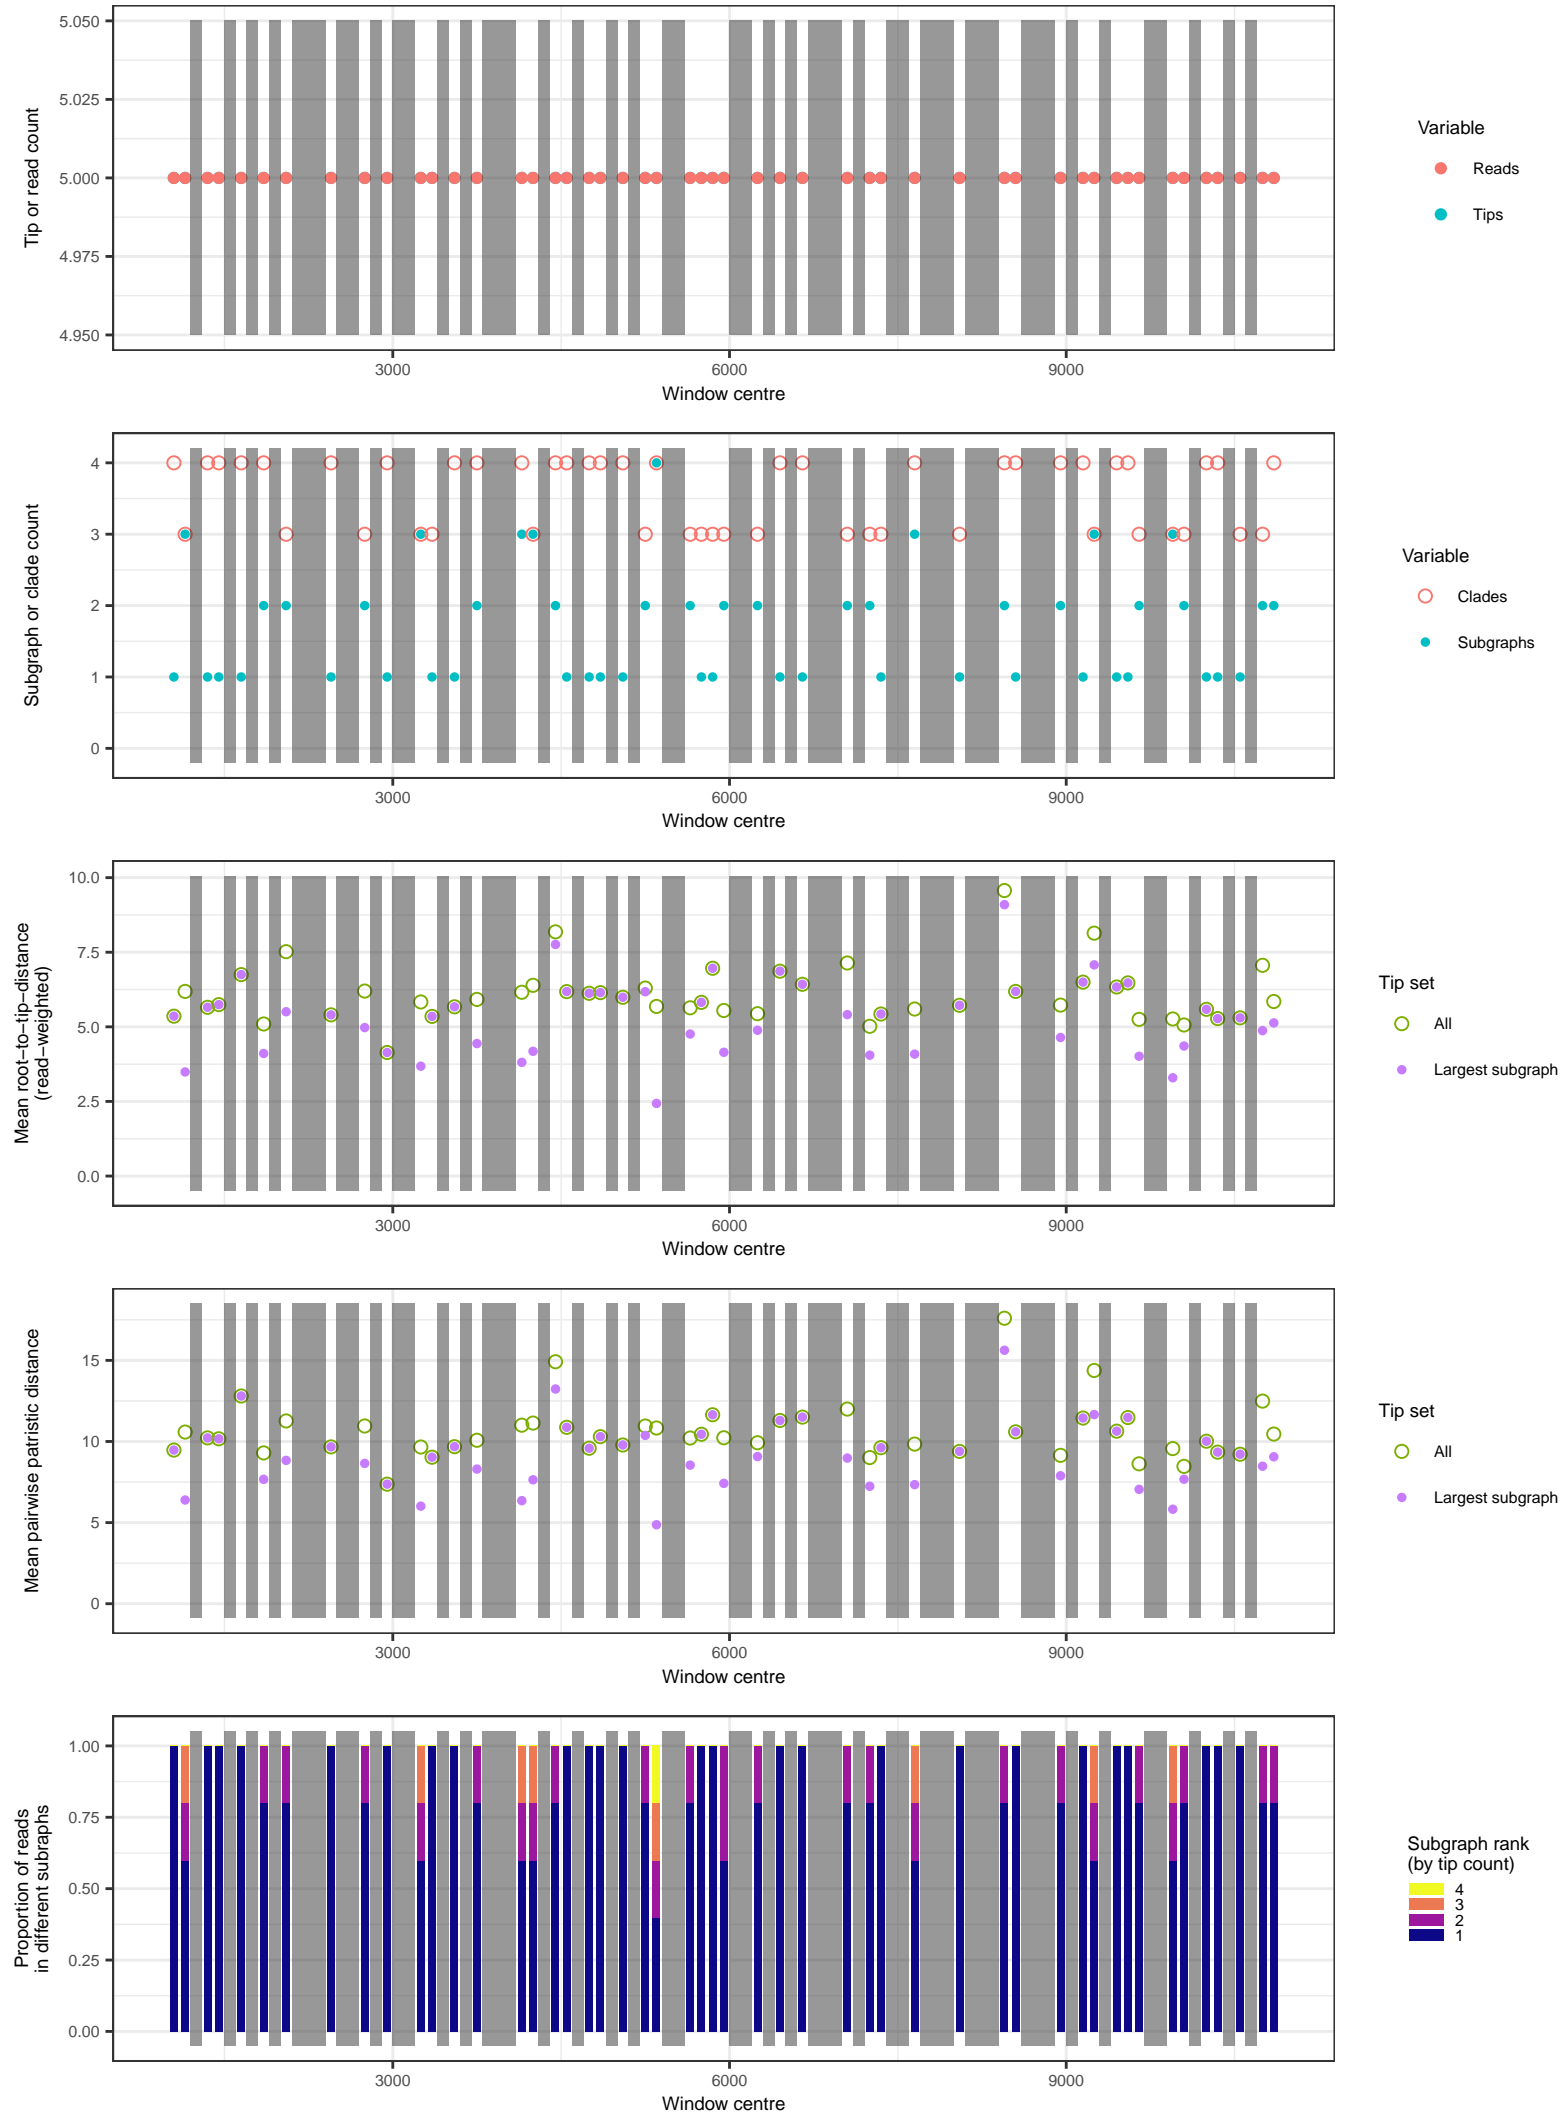 5.050
5.025
5.000
4.975
4.950
Tip or read count
3000 6000 9000
Window centre
Variable
Reads
Tips
4
3
2
1
0
Subgraph or clade count
3000 6000 9000
Window centre
Variable
Clades
Subgraphs
10.0
7.5
5.0
2.5
0.0
Mean root−to−tip−distance
(read−weighted)
3000 6000 9000
Window centre
Tip set
All
Largest subgraph
15
10
5
0
Mean pairwise patristic distance
3000 6000 9000
Window centre
Tip set
All
Largest subgraph
1.00
0.75
0.50
0.25
0.00
Proportion of reads
in different subraphs
3000 6000 9000
Window centre
Subgraph rank
(by tip count)
4
3
2
1